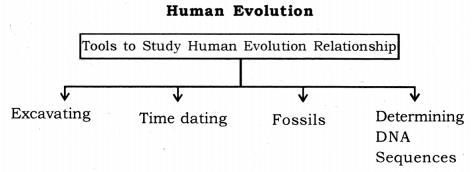 Human Evolution
Tools to Study Human Evolution Relationship
Excavating
Time dating
Fossils
Determining
DNA
Sequences